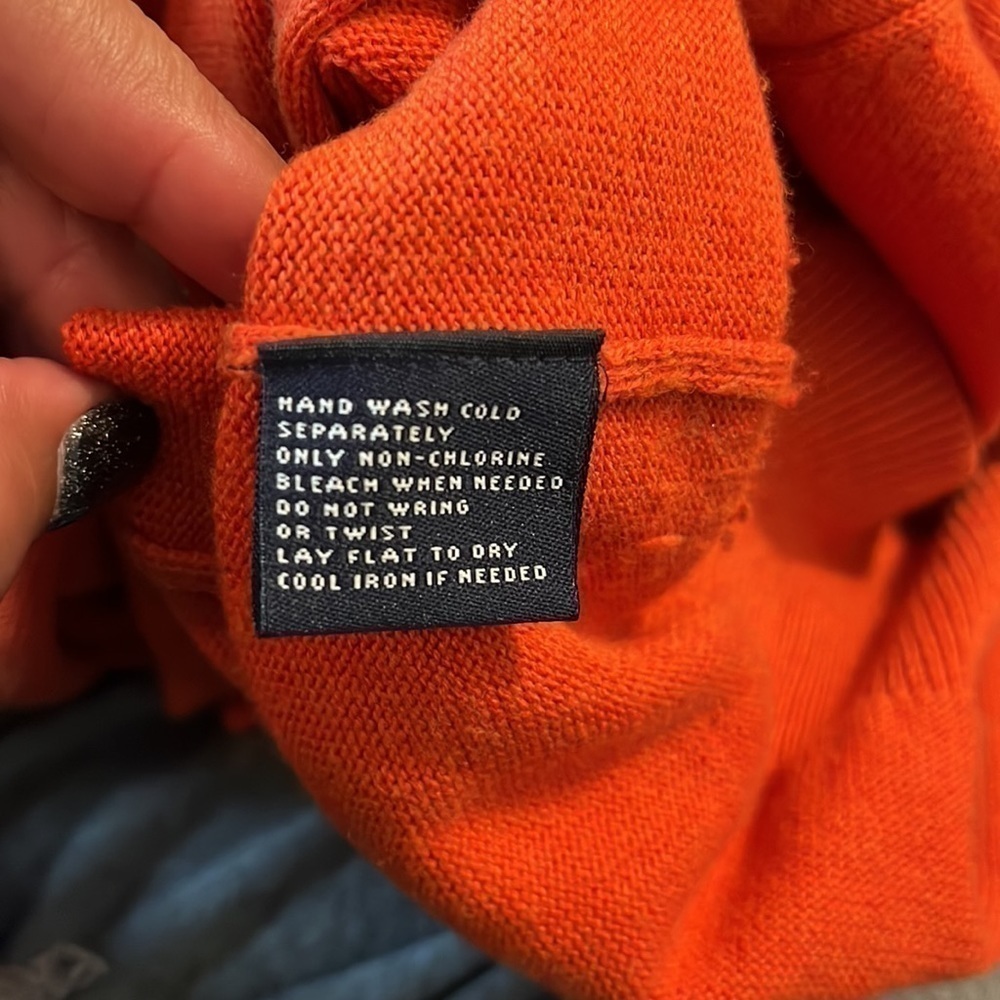 HAND WASH COLD
SEPARATELY
ONLY NON-CHLORINE
BLEACH WHEN NEEDED
DO NOT WRING
OR TWIST
LAY FLAT TO DRY
COOL IRON IF NEEDED